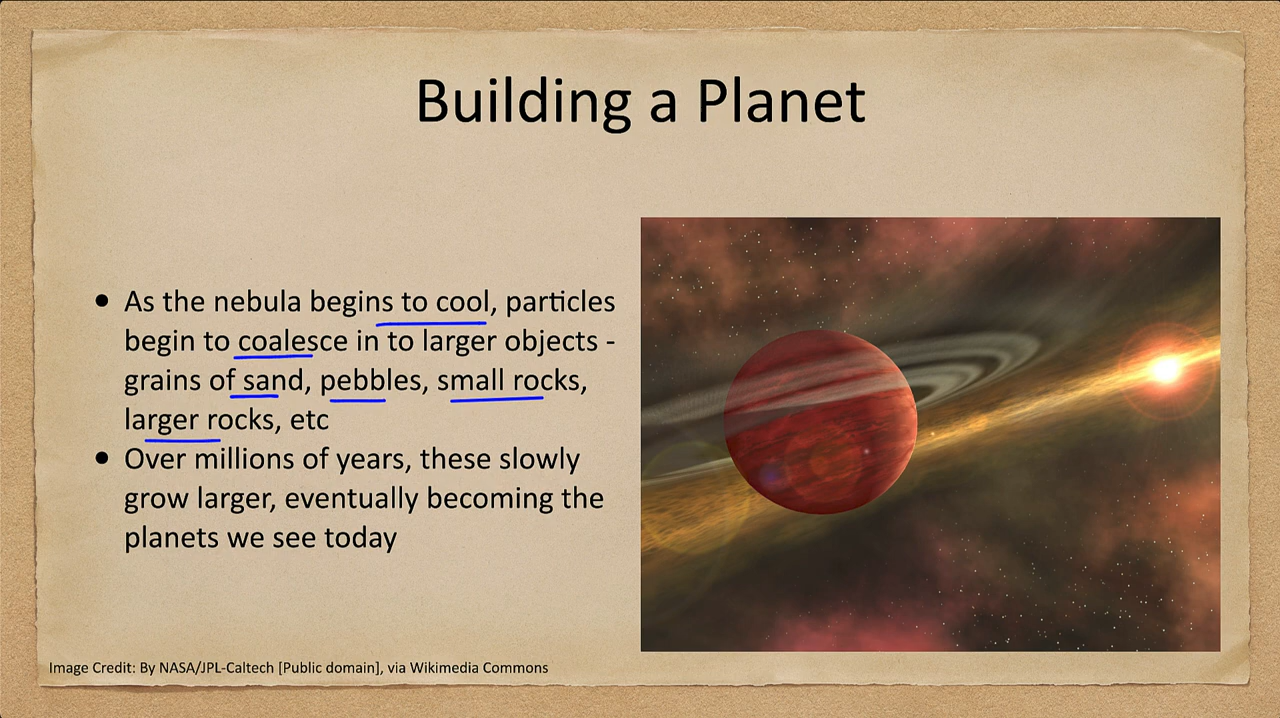 Building a Planet
• As the nebula begins to cool, particles
begin to coalesce in to larger objects -
grains of sand, pebbles, small rocks,
larger rocks, etc
• Over millions of years, these slowly
grow larger, eventually becoming the
planets we see today
Image Credit: By NASA/JPL-Caltech [Public domain], via Wikimedia Commons